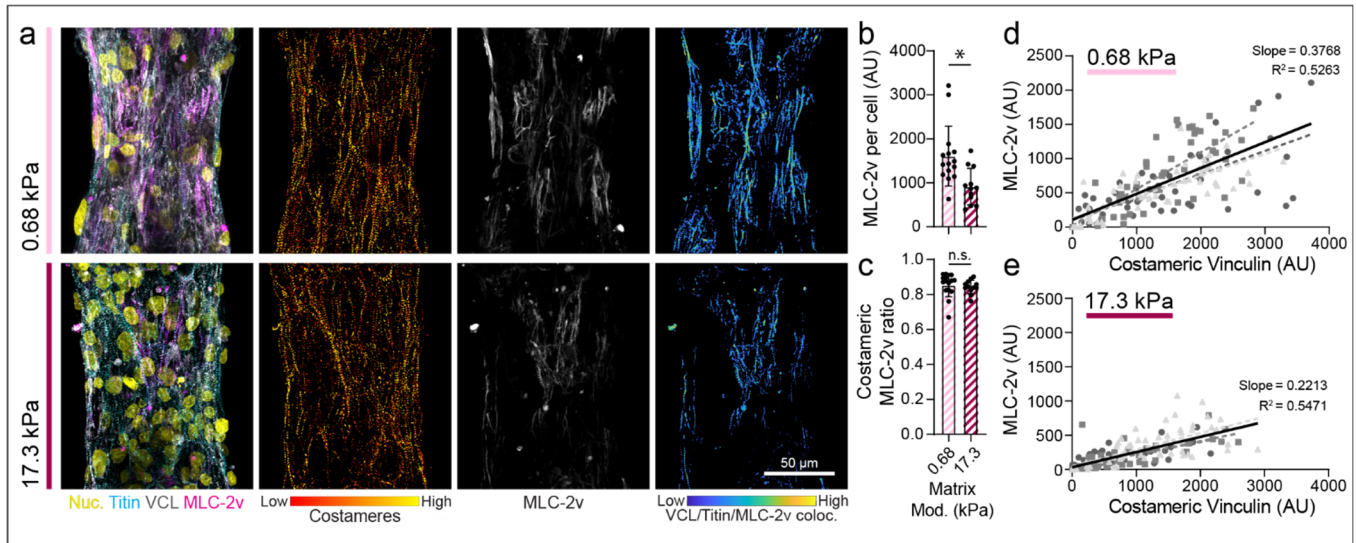 a
0.68 kPa
17.3 kPa
Nuc. Titin VCL MLC-2v
Low High
Costameres
MLC-2v
50 µm
Low High
VCL/Titin/MLC-2v coloc.
b
MLC-2v per cell (AU)
4000
3000
2000
1000
0
*
c
Costameric
MLC-2v ratio
1.0
0.8
0.6
0.4
0.2
0.0
n.s.
0.68
17.3
Matrix
Mod. (kPa)
d
0.68 kPa
Slope = 0.3768
R² = 0.5263
MLC-2v (AU)
2500
2000
1500
1000
500
0
0 1000 2000 3000 4000
Costameric Vinculin (AU)
e
17.3 kPa
Slope = 0.2213
R² = 0.5471
MLC-2v (AU)
2500
2000
1500
1000
500
0
0 1000 2000 3000 4000
Costameric Vinculin (AU)